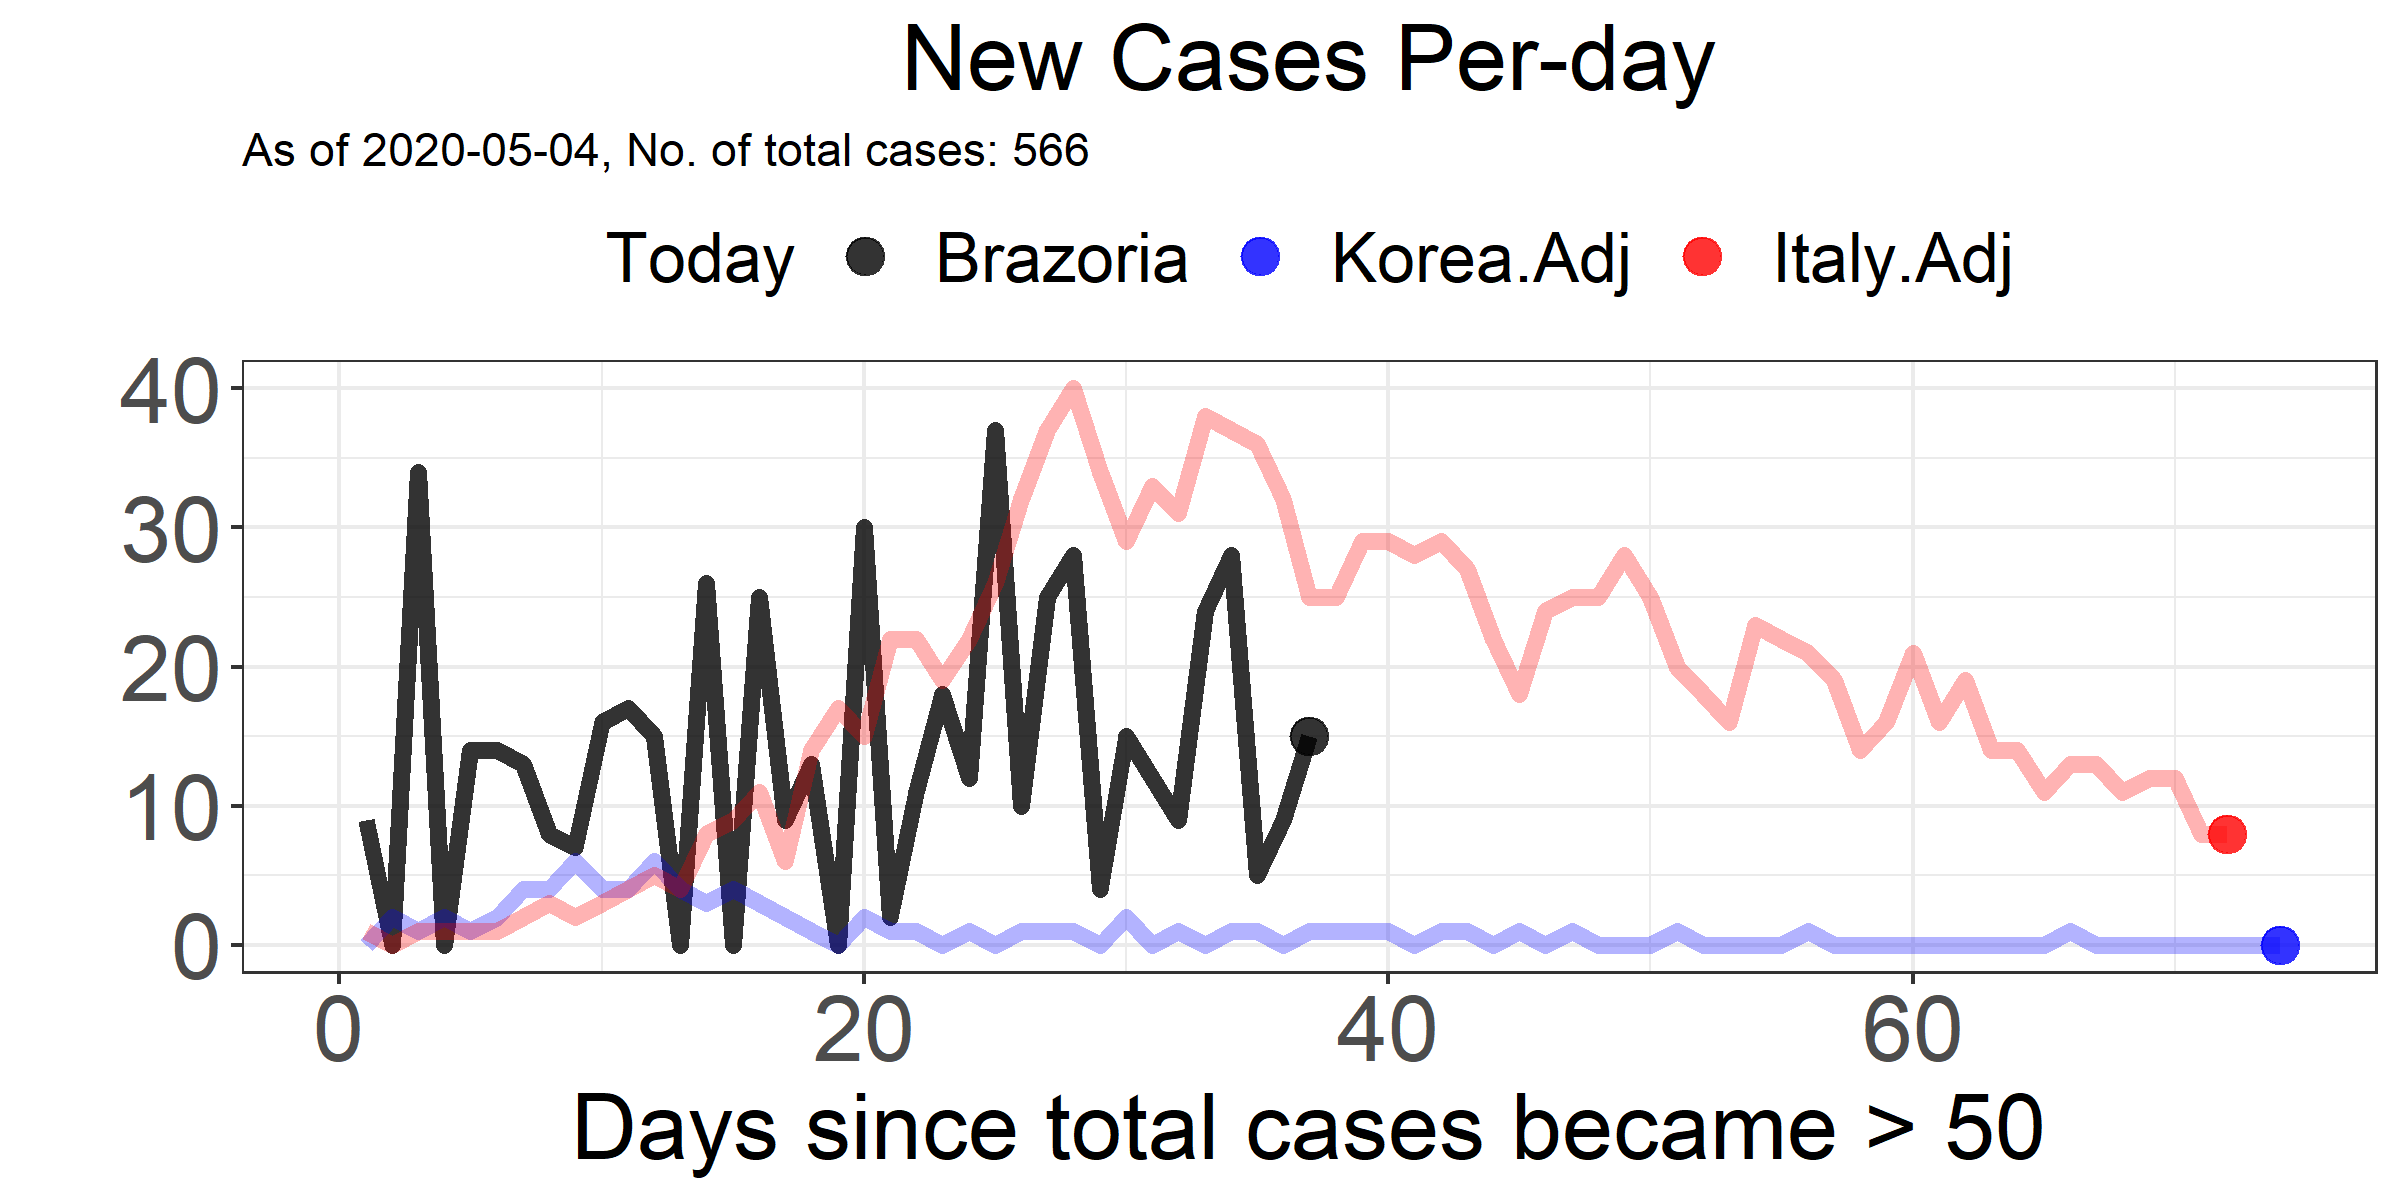 New Cases Per-day
As of 2020-05-04, No. of total cases: 566
Today Brazoria Korea.Adj Italy.Adj
40
30
20
10
0
0 20 40 60
Days since total cases became > 50